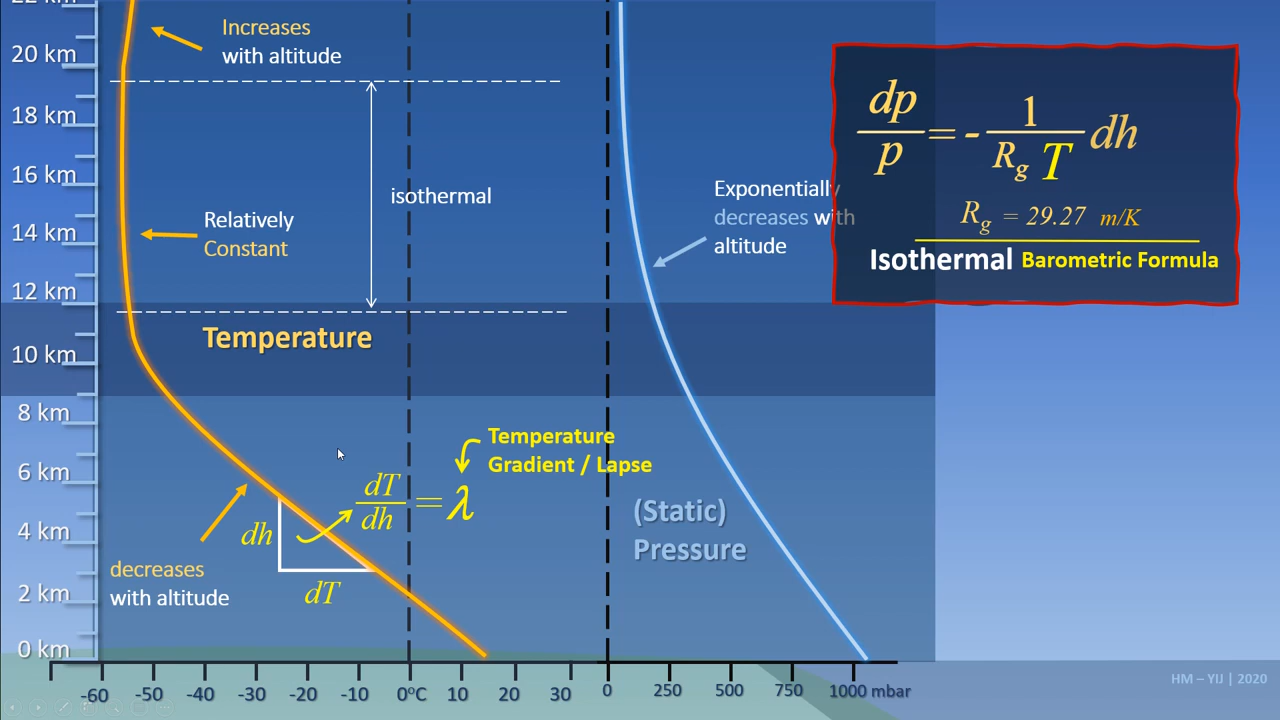 22 km
20 km
18 km
16 km
14 km
12 km
10 km
8 km
6 km
4 km
2 km
0 km
Increases
with altitude
isothermal
Relatively
Constant
Temperature
Temperature
Gradient / Lapse
dT/dh = λ
dh
dT
decreases
with altitude
Exponentially
decreases with
altitude
(Static)
Pressure
dp/p = - 1/(R_g T) dh
R_g = 29.27 m/K
Isothermal Barometric Formula
-60 -50 -40 -30 -20 -10 0°C 10 20 30
0 250 500 750 1000 mbar
HM – YIJ | 2020